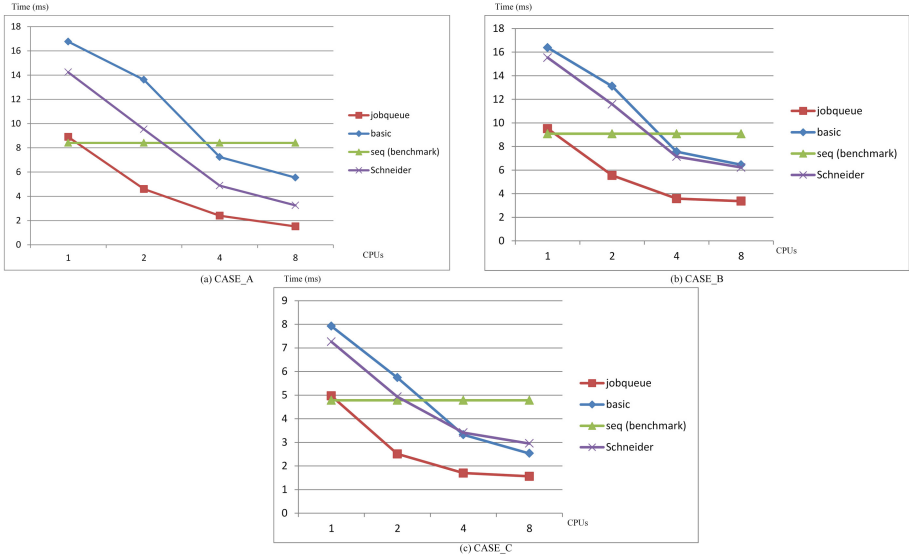 Time (ms)
18
16
14
12
10
8
6
4
2
0
1
2
4
8
CPUs
jobqueue
basic
seq (benchmark)
Schneider
(a) CASE_A
Time (ms)
18
16
14
12
10
8
6
4
2
0
1
2
4
8
CPUs
jobqueue
basic
seq (benchmark)
Schneider
(b) CASE_B
Time (ms)
9
8
7
6
5
4
3
2
1
0
1
2
4
8
CPUs
jobqueue
basic
seq (benchmark)
Schneider
(c) CASE_C